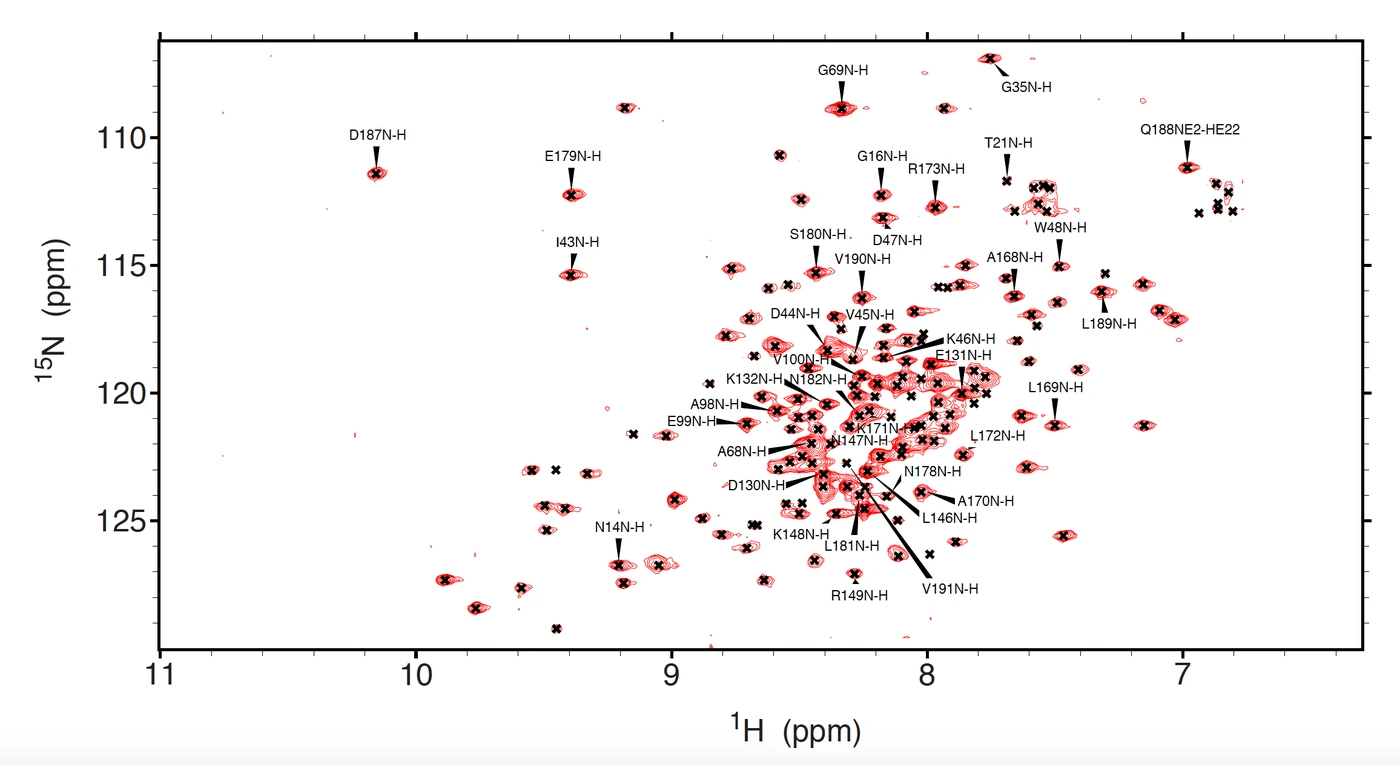 G69N-H
G35N-H
D187N-H
Q188NE2-HE22
E179N-H
G16N-H
T21N-H
R173N-H
D47N-H
W48N-H
I43N-H
S180N-H
V190N-H
A168N-H
L189N-H
D44N-H
V45N-H
K46N-H
V100N-H
E131N-H
K132N-H
N182N-H
L169N-H
A98N-H
E99N-H
K171N-H
N147N-H
L172N-H
A68N-H
N178N-H
D130N-H
A170N-H
L146N-H
N14N-H
K148N-H
L181N-H
V191N-H
R149N-H
110
115
120
125
15N (ppm)
11 10 9 8 7
1H (ppm)